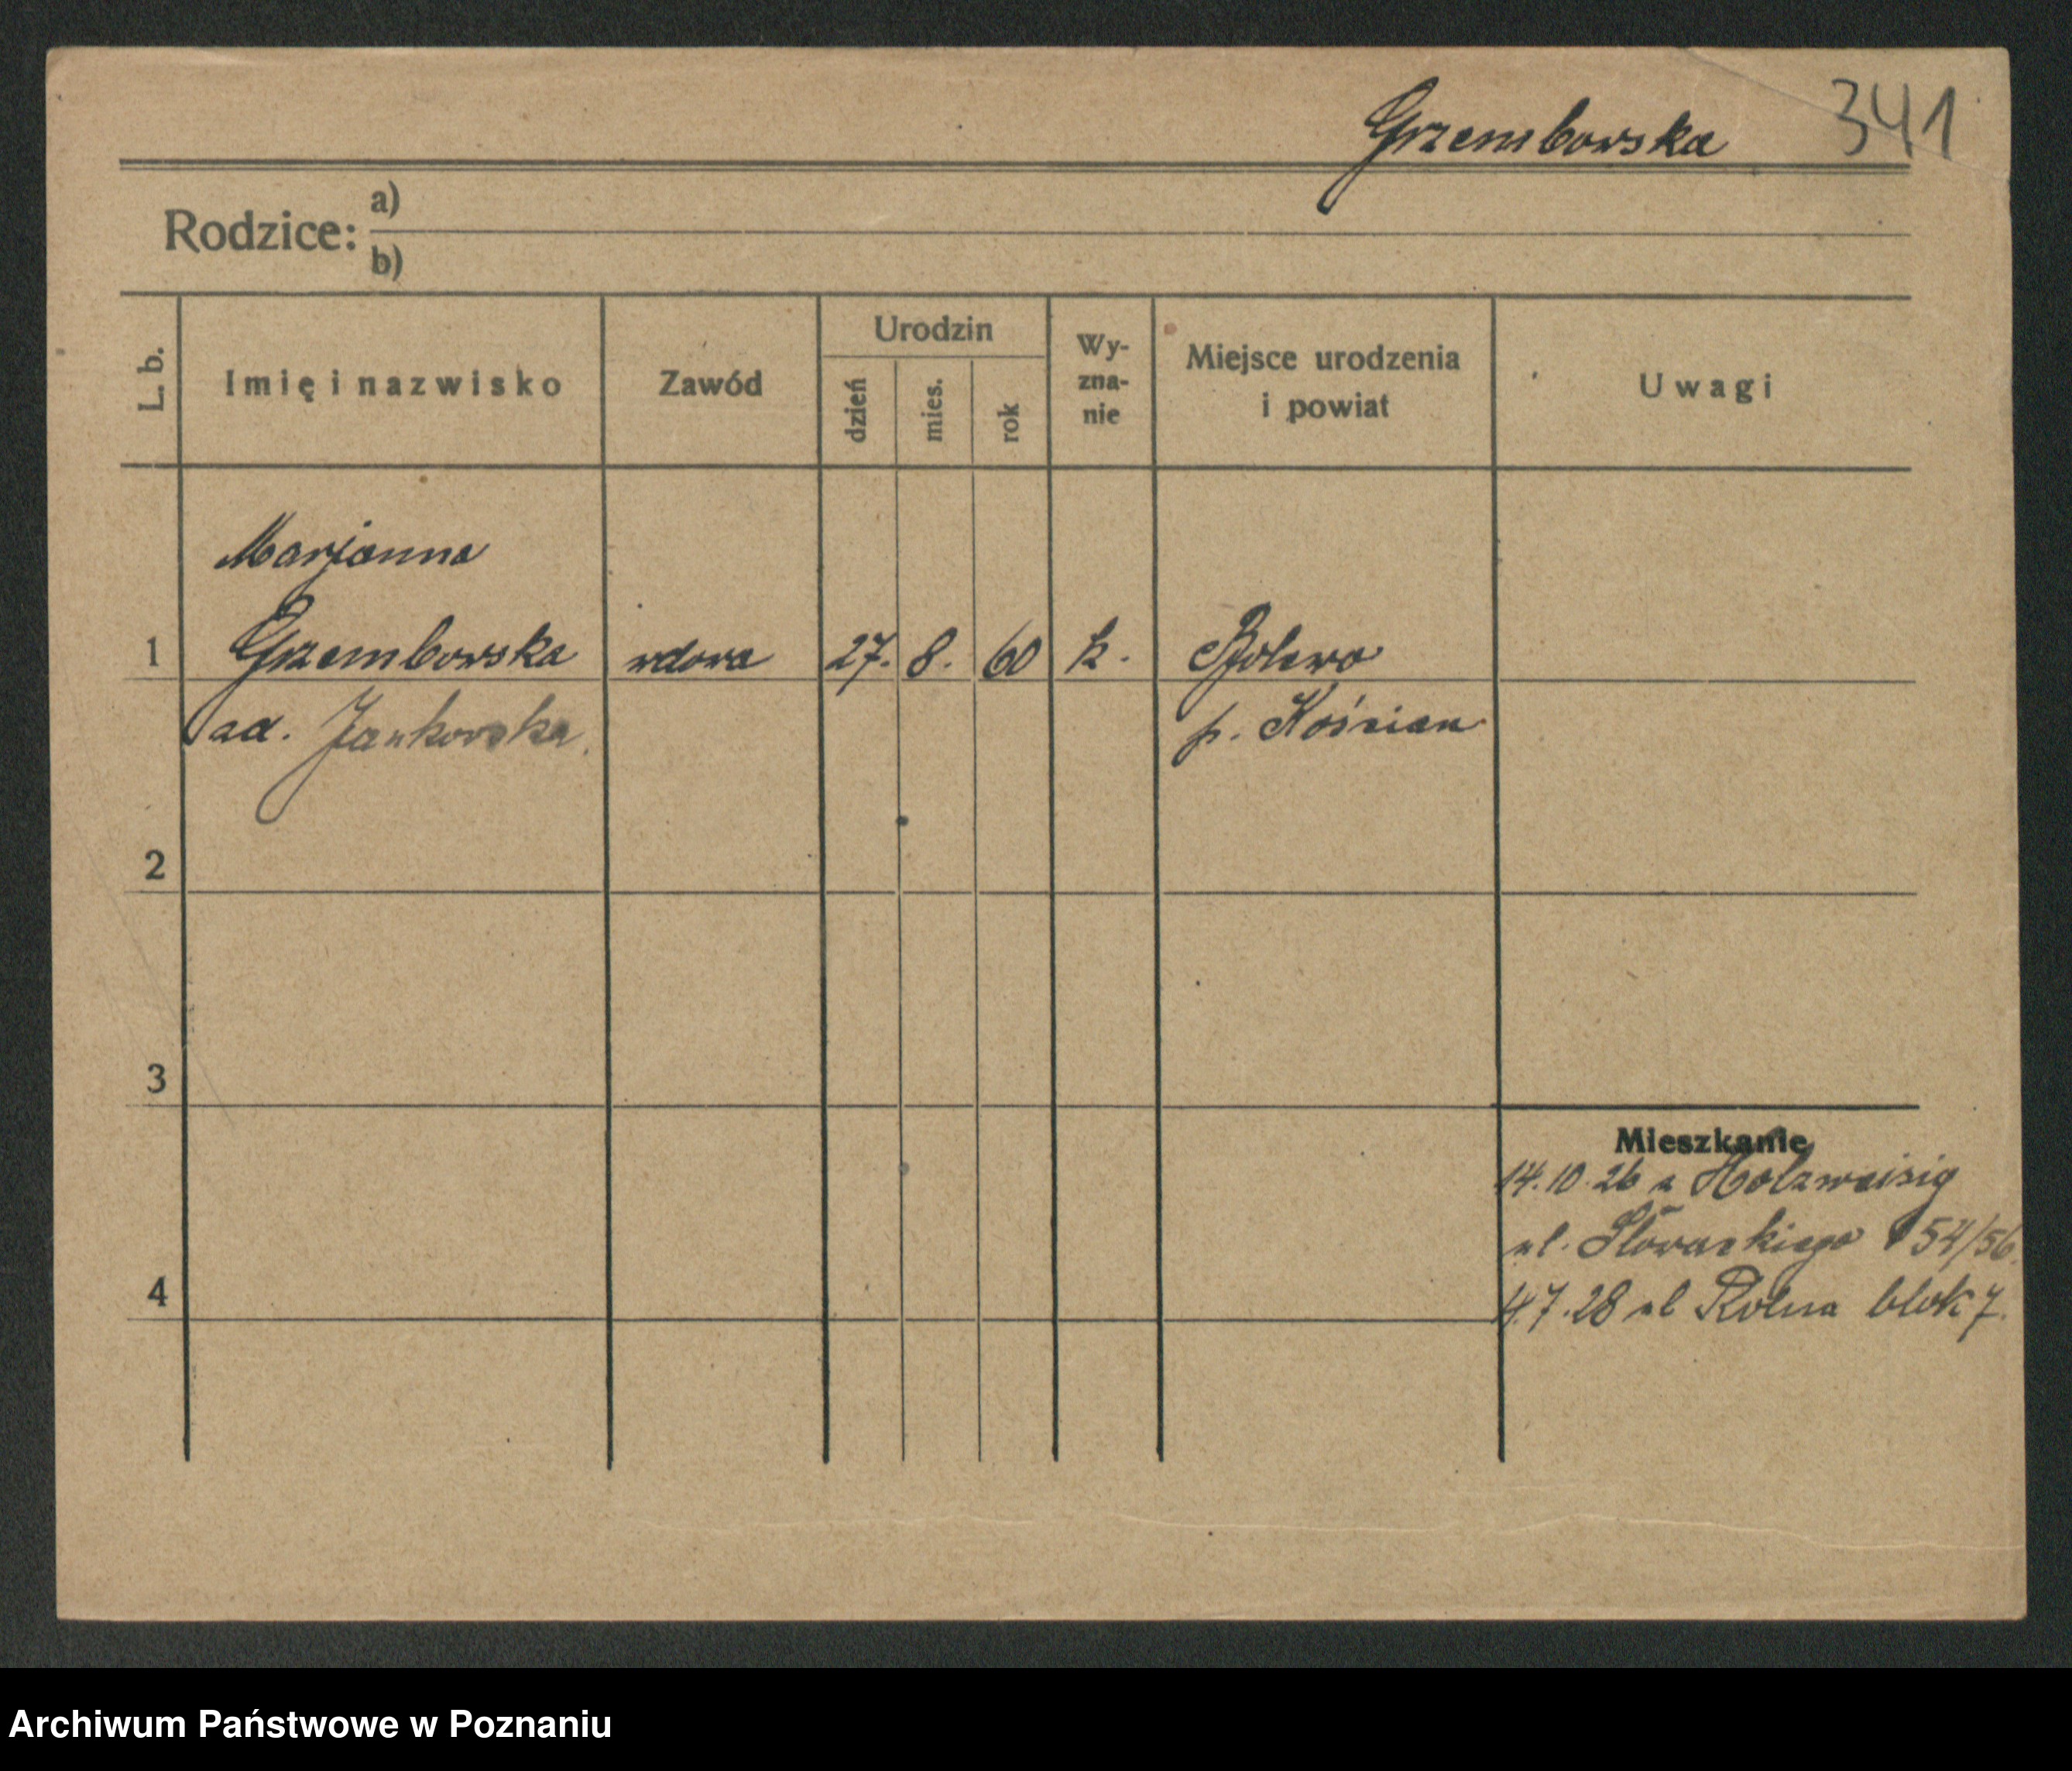 Grzembowska 341
Rodzice: a)
b)
L. b. Imię i nazwisko Zawód Urodzin dzień mies. rok Wy-zna-nie Miejsce urodzenia i powiat Uwagi
Marjanna
1 Grzembowska wdowa 27. 8. 60 k.
Jankowska p. Kościan
2
3
Mieszkanie
14.10.26 z Holzweisig
ul. Słowackiego 54/56
4 7.28 ul Rolna blok 7.
Archiwum Państwowe w Poznaniu